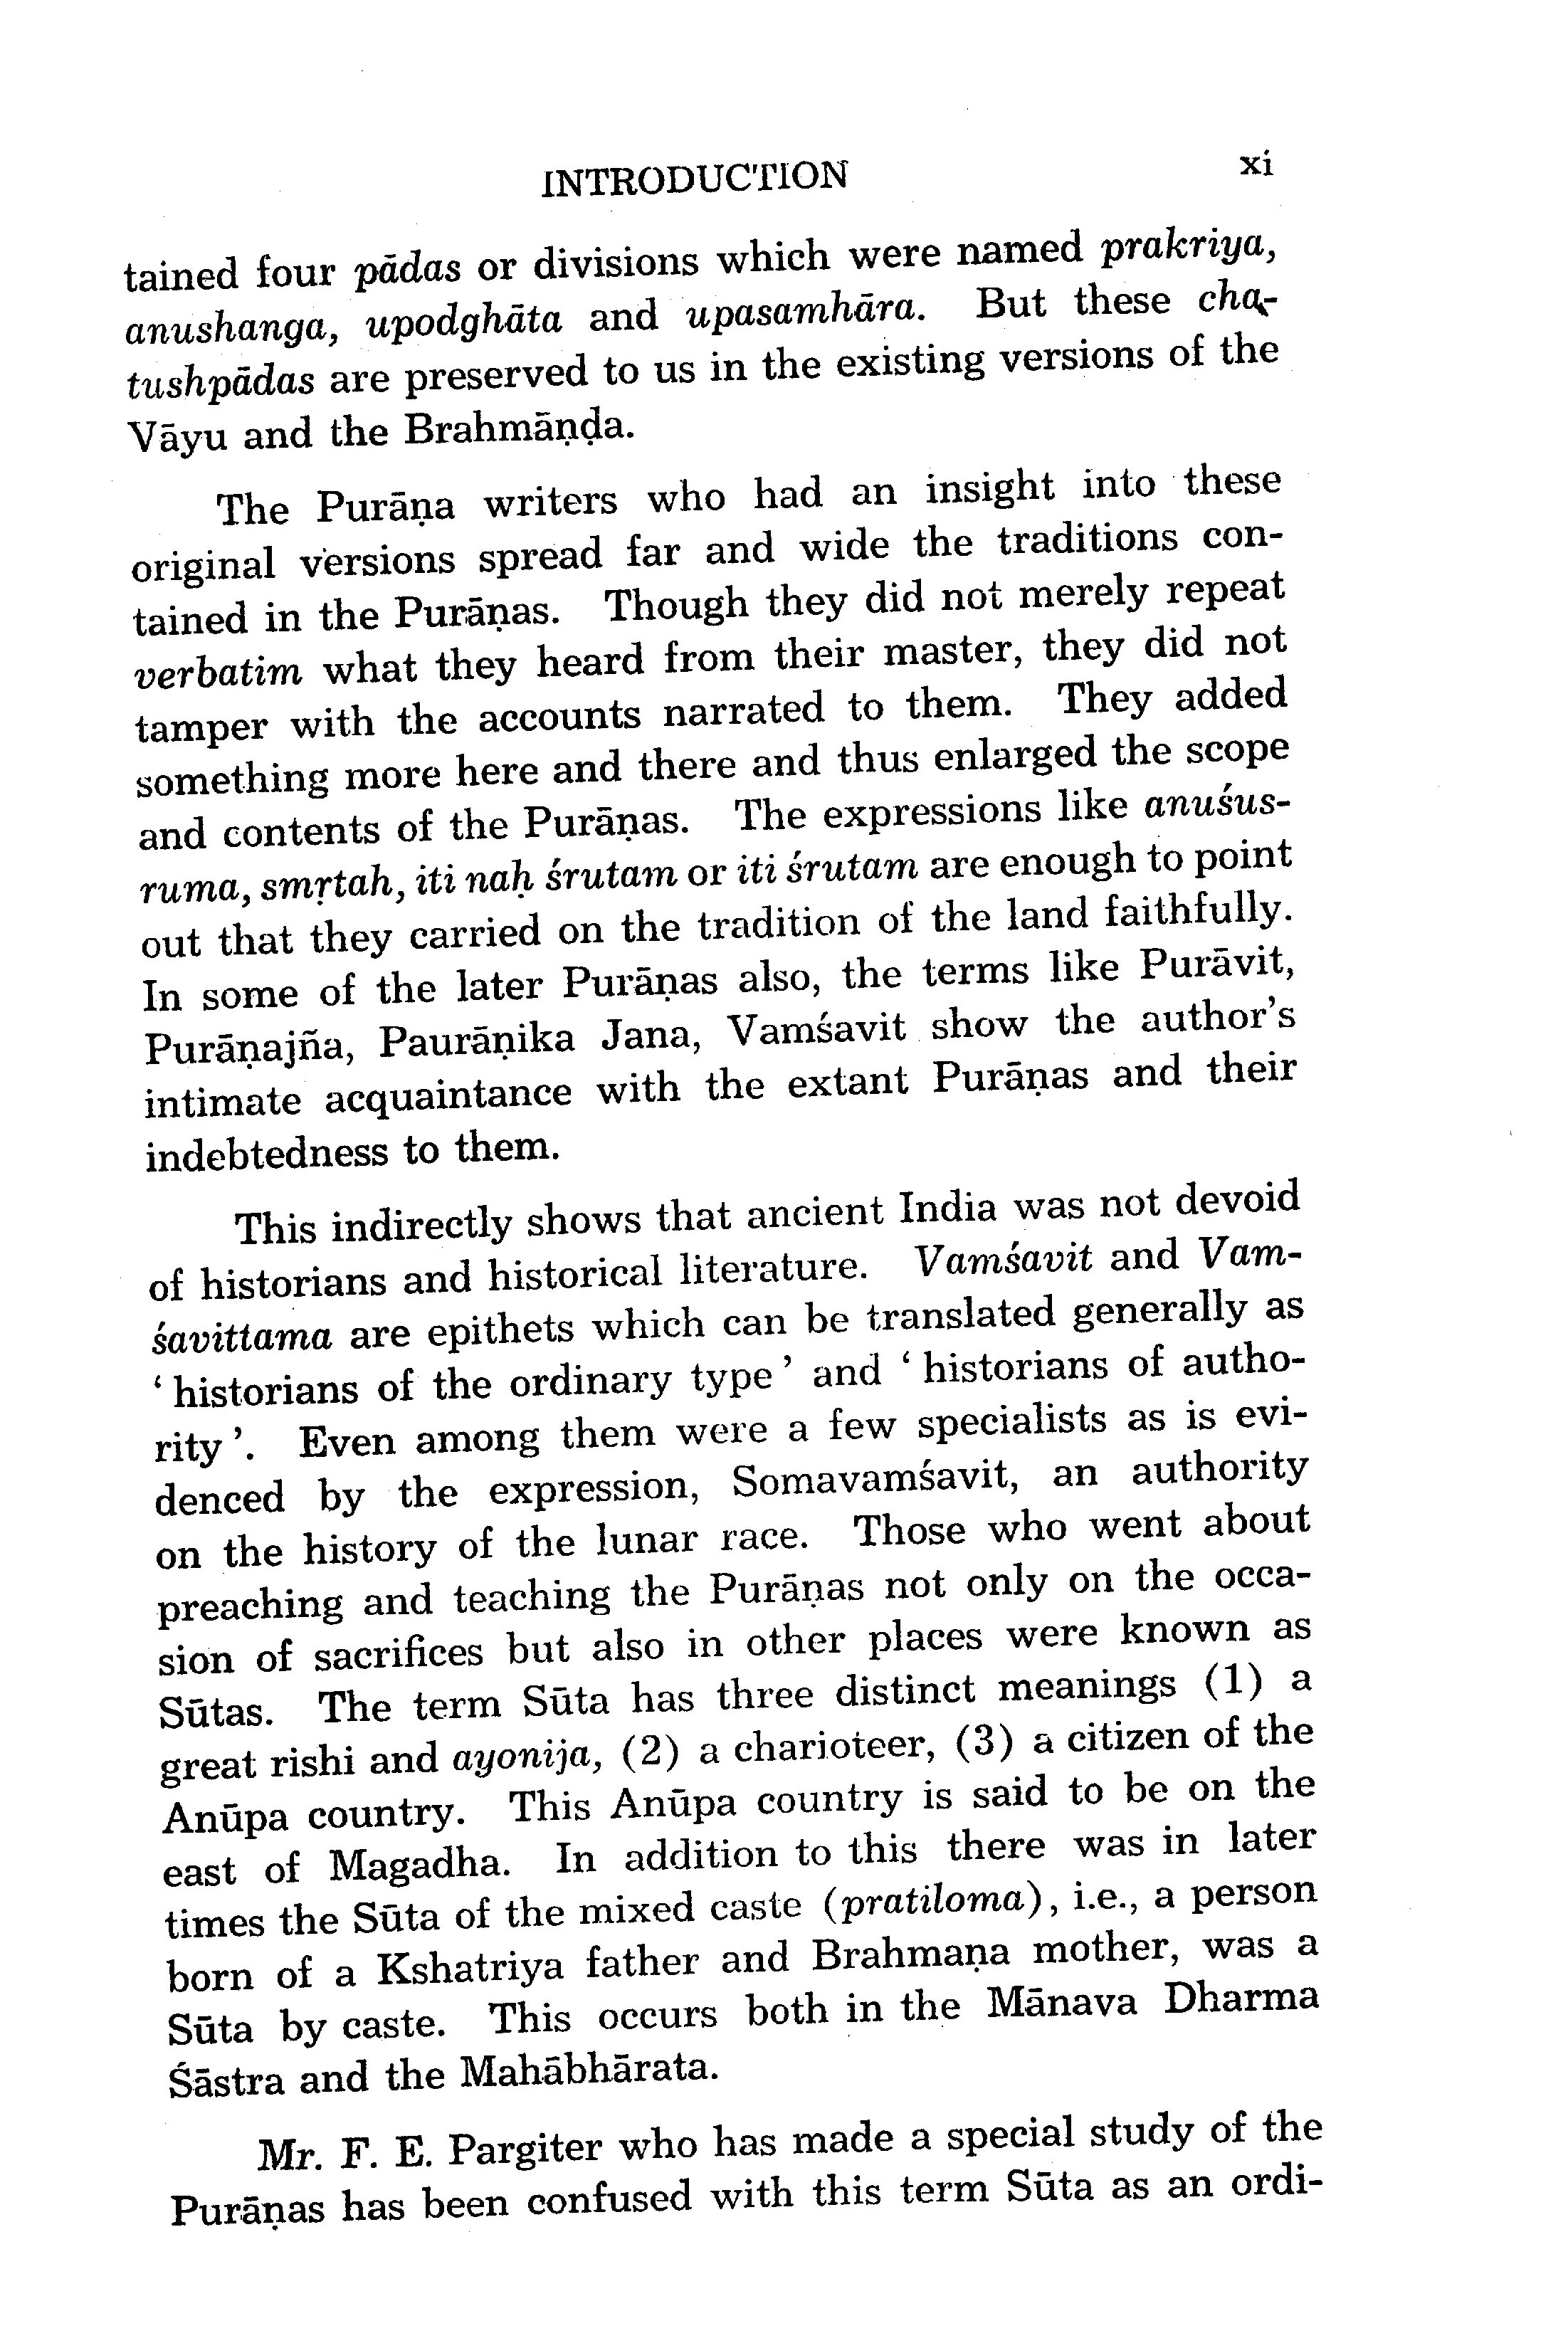 INTRODUCTION xi
tained four pādas or divisions which were named prakriya,
anushanga, upodghāta and upasamhāra. But these cha-
tushpādas are preserved to us in the existing versions of the
Vāyu and the Brahmāṇḍa.
The Purāṇa writers who had an insight into these
original versions spread far and wide the traditions con-
tained in the Purāṇas. Though they did not merely repeat
verbatim what they heard from their master, they did not
tamper with the accounts narrated to them. They added
something more here and there and thus enlarged the scope
and contents of the Purāṇas. The expressions like anuśus-
ruma, smṛtah, iti naḥ śrutam or iti śrutam are enough to point
out that they carried on the tradition of the land faithfully.
In some of the later Purāṇas also, the terms like Purāvit,
Purāṇajña, Paurāṇika Jana, Vamśavit show the author's
intimate acquaintance with the extant Purāṇas and their
indebtedness to them.
This indirectly shows that ancient India was not devoid
of historians and historical literature. Vamśavit and Vam-
śavittama are epithets which can be translated generally as
‘ historians of the ordinary type ’ and ‘ historians of autho-
rity ’. Even among them were a few specialists as is evi-
denced by the expression, Somavamśavit, an authority
on the history of the lunar race. Those who went about
preaching and teaching the Purāṇas not only on the occa-
sion of sacrifices but also in other places were known as
Sūtas. The term Sūta has three distinct meanings (1) a
great rishi and ayonija, (2) a charioteer, (3) a citizen of the
Anūpa country. This Anūpa country is said to be on the
east of Magadha. In addition to this there was in later
times the Sūta of the mixed caste (pratiloma), i.e., a person
born of a Kshatriya father and Brahmaṇa mother, was a
Sūta by caste. This occurs both in the Mānava Dharma
Śāstra and the Mahābhārata.
Mr. F. E. Pargiter who has made a special study of the
Purāṇas has been confused with this term Sūta as an ordi-